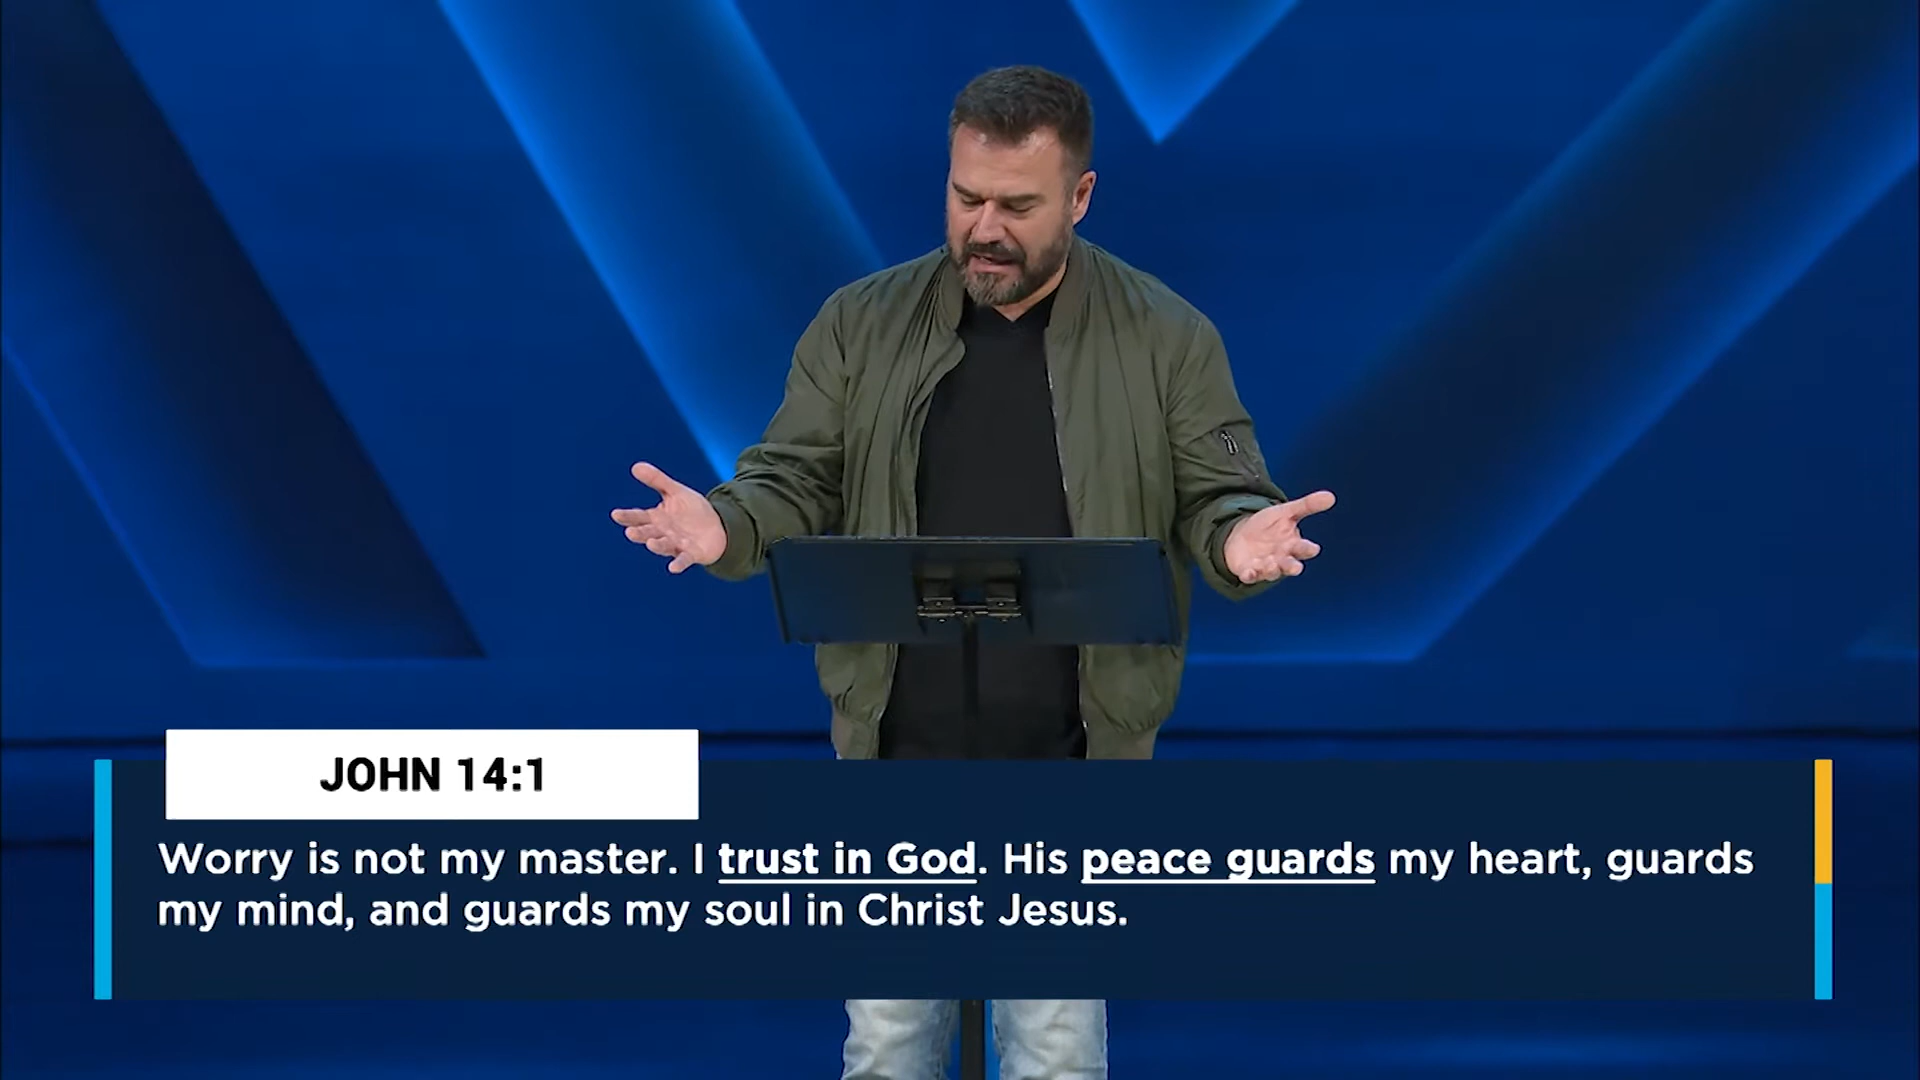 JOHN 14:1
Worry is not my master. I trust in God. His peace guards my heart, guards
my mind, and guards my soul in Christ Jesus.